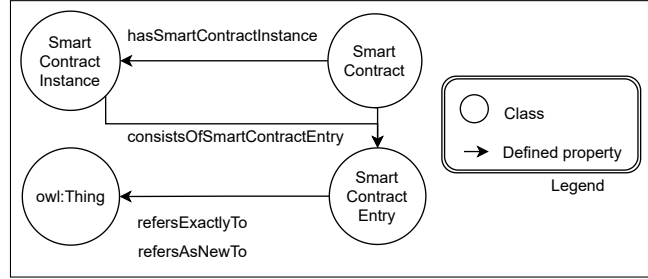 Smart
Contract
Instance
hasSmartContractInstance
Smart
Contract
consistsOfSmartContractEntry
owl:Thing
refersExactlyTo
refersAsNewTo
Smart
Contract
Entry
Class
Defined property
Legend